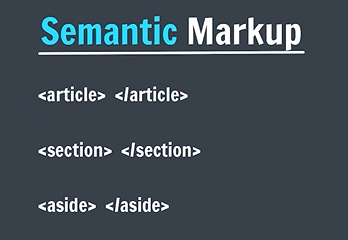 Semantic Markup
<article> </article>
<section> </section>
<aside> </aside>